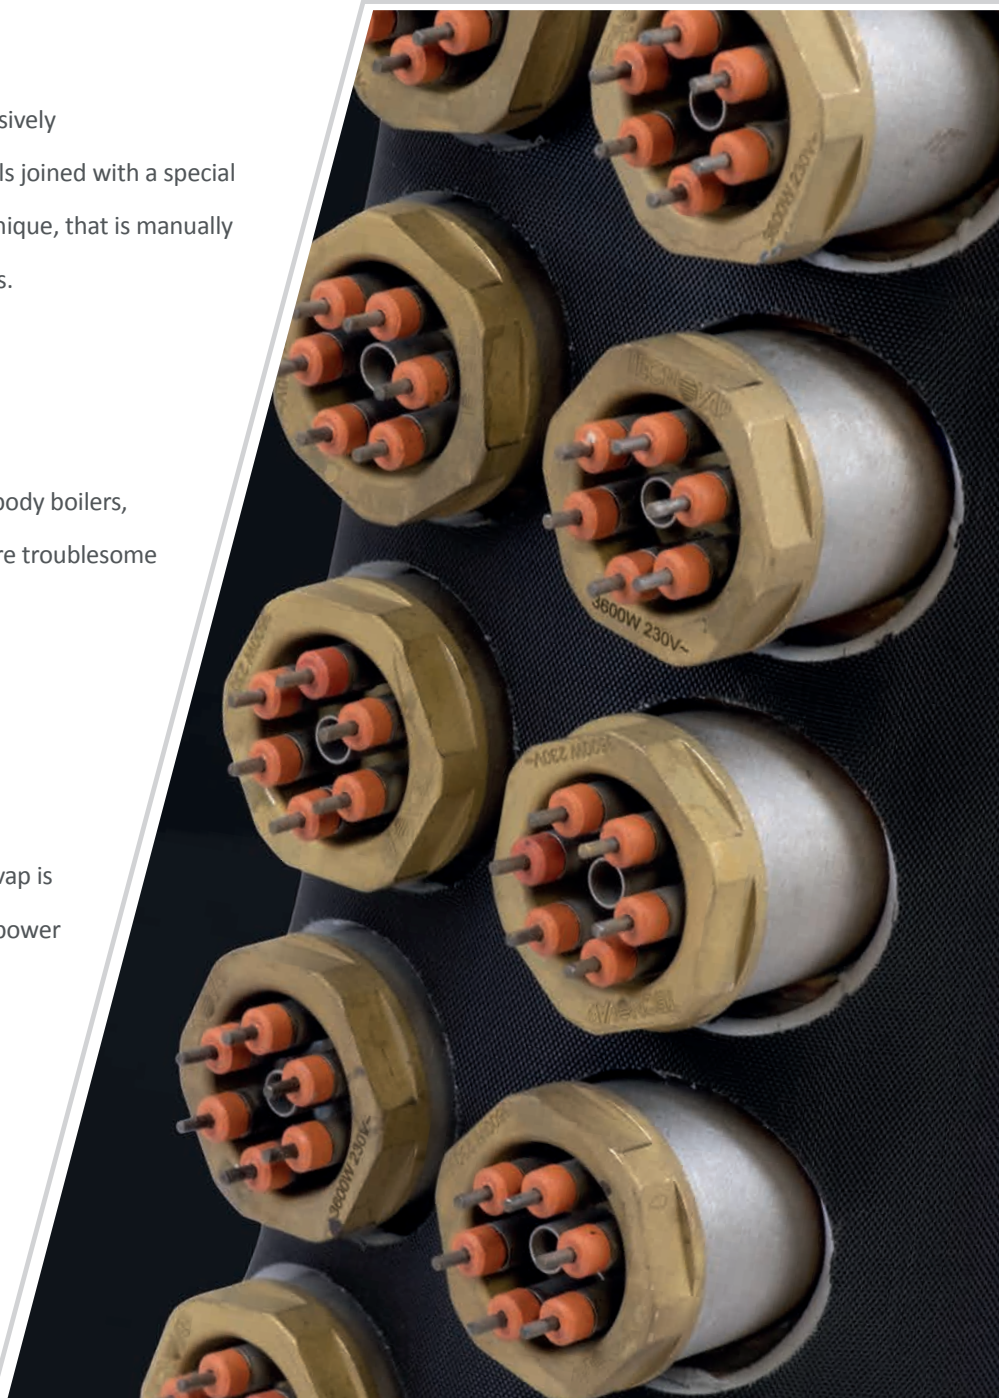 sively
ls joined with a special
nique, that is manually
s.
body boilers,
re troublesome
vap is
power
3600W 230V~
3600W 230V~
3600W 230V~
3600W 230V~